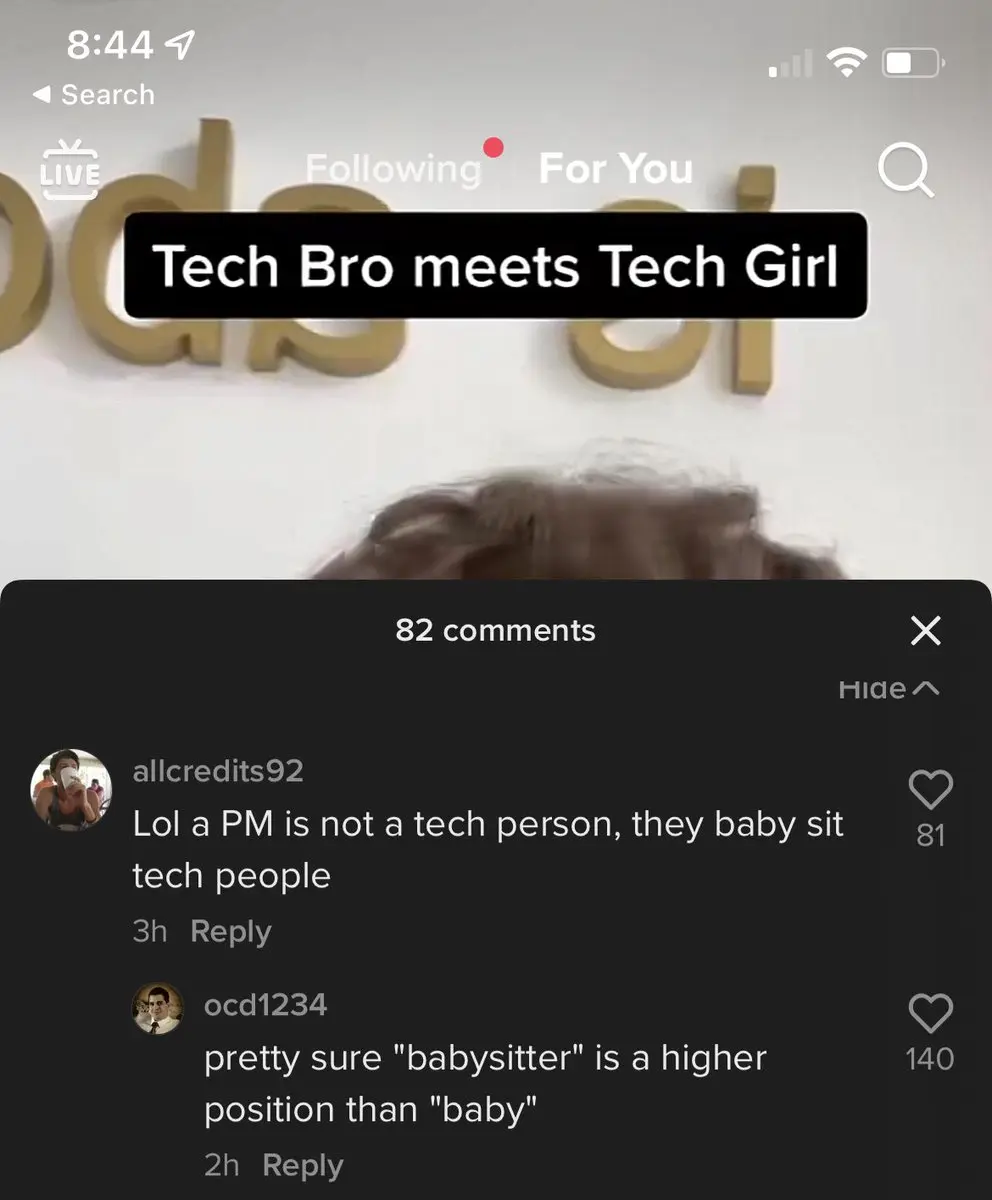 8:44
◀ Search
LIVE
Following
For You
Tech Bro meets Tech Girl
82 comments
Hide
allcredits92
Lol a PM is not a tech person, they baby sit
tech people
81
3h Reply
ocd1234
pretty sure "babysitter" is a higher
position than "baby"
140
2h Reply